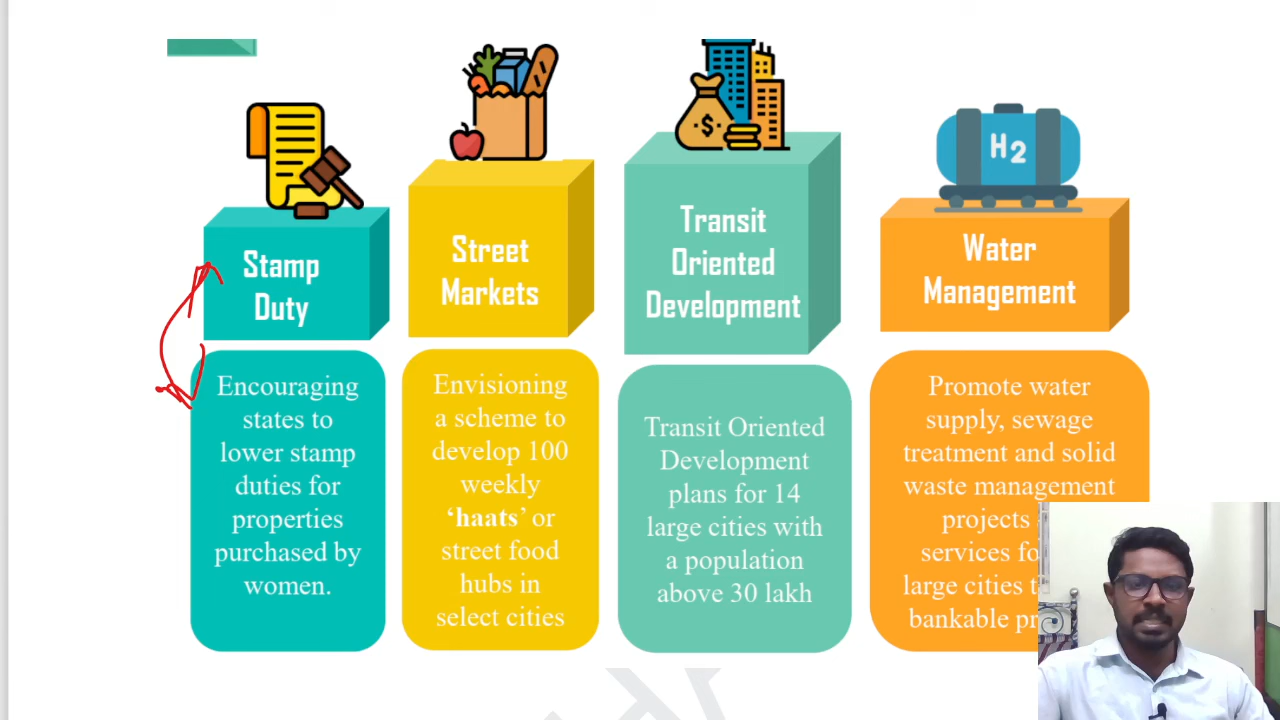 Stamp
Duty
Encouraging
states to
lower stamp
duties for
properties
purchased by
women.
Street
Markets
Envisioning
a scheme to
develop 100
weekly
‘haats’ or
street food
hubs in
select cities
$
Transit
Oriented
Development
Transit Oriented
Development
plans for 14
large cities with
a population
above 30 lakh
H2
Water
Management
Promote water
supply, sewage
treatment and solid
waste management
projects
services
large cities
bankable